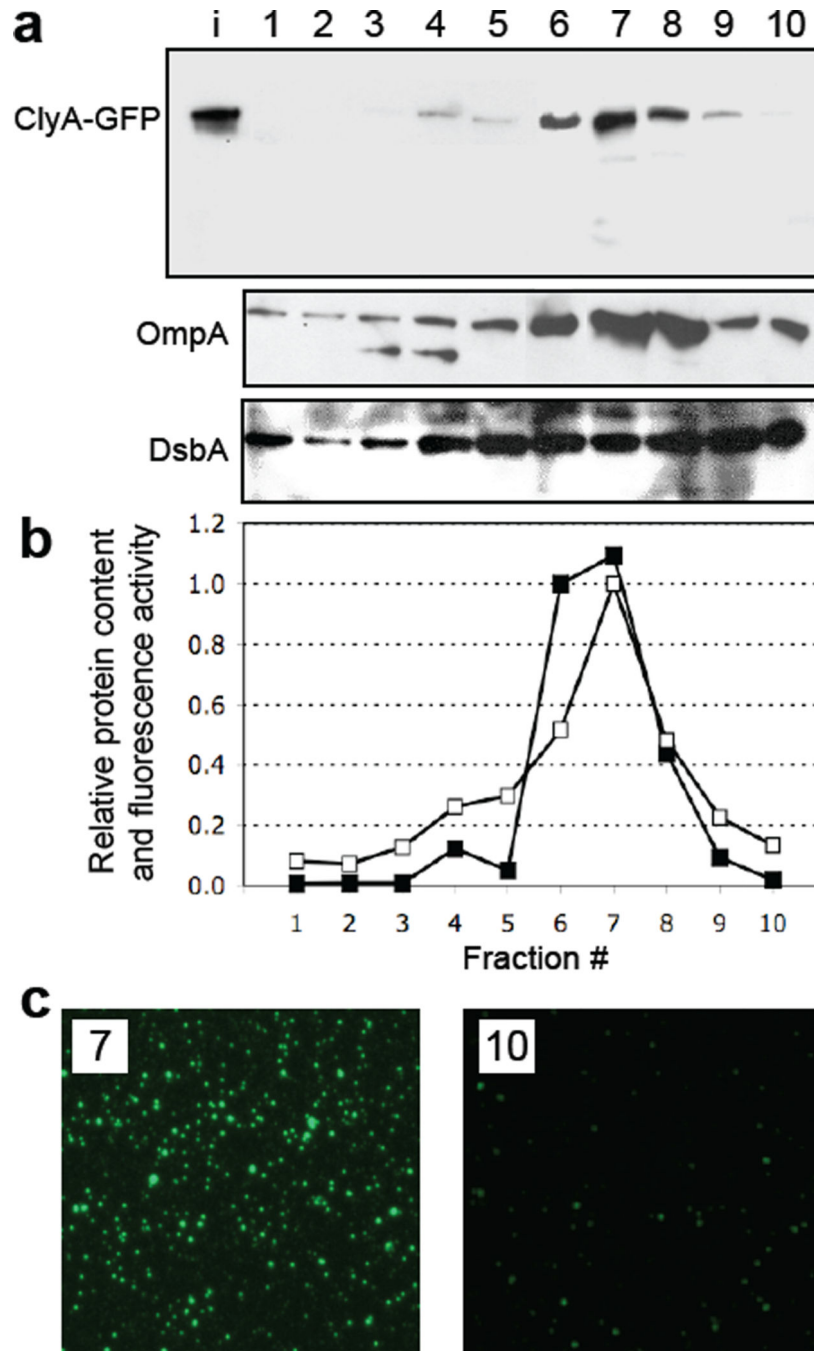 a
i 1 2 3 4 5 6 7 8 9 10
ClyA-GFP
OmpA
DsbA
b
Relative protein content
and fluorescence activity
1.2
1.0
0.8
0.6
0.4
0.2
0.0
1 2 3 4 5 6 7 8 9 10
Fraction #
c
7
10